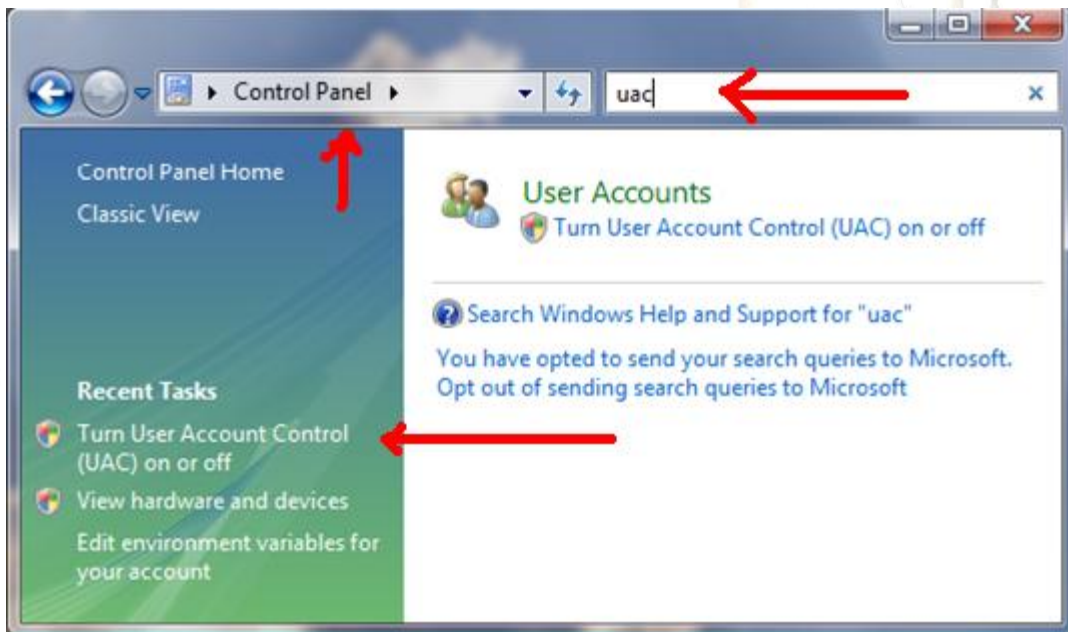 Control Panel
uac
Control Panel Home
Classic View
Recent Tasks
Turn User Account Control
(UAC) on or off
View hardware and devices
Edit environment variables for
your account
User Accounts
Turn User Account Control (UAC) on or off
Search Windows Help and Support for "uac"
You have opted to send your search queries to Microsoft.
Opt out of sending search queries to Microsoft